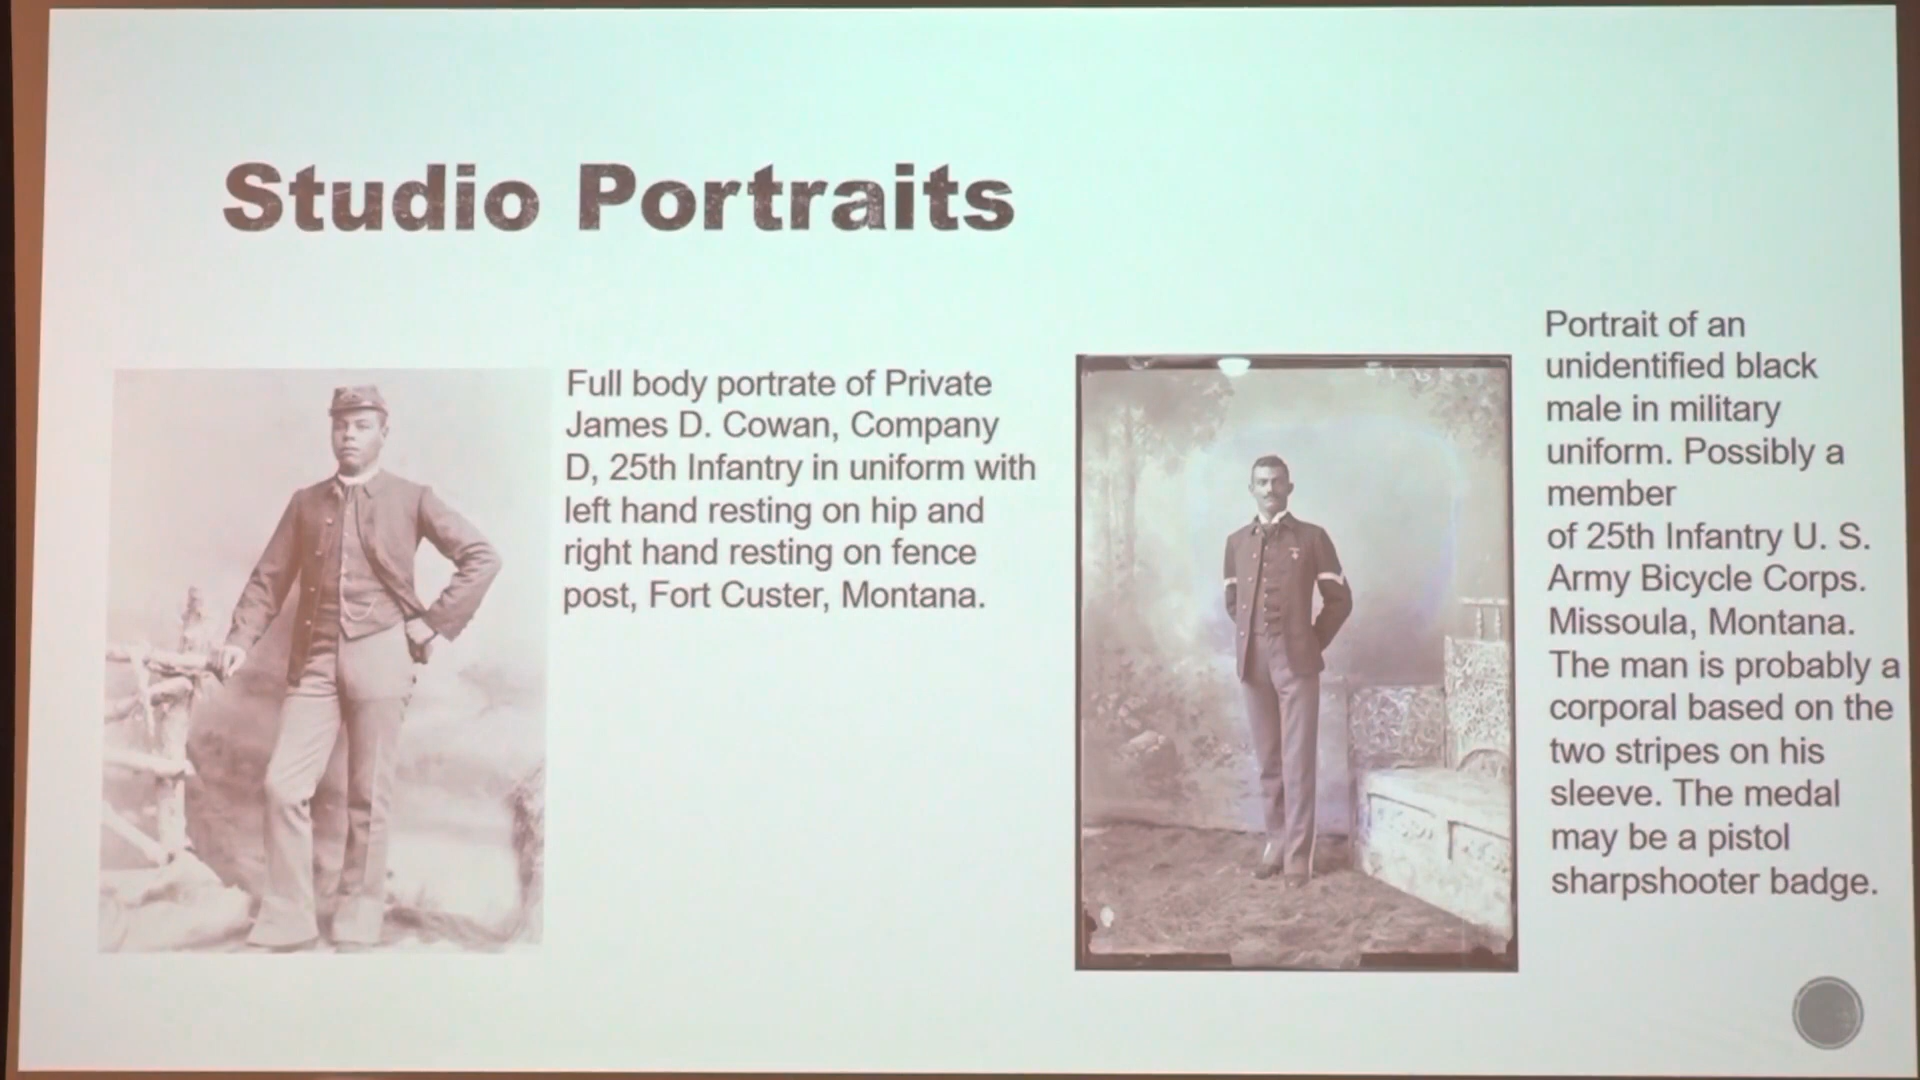 Studio Portraits
Full body portrate of Private
James D. Cowan, Company
D, 25th Infantry in uniform with
left hand resting on hip and
right hand resting on fence
post, Fort Custer, Montana.
Portrait of an
unidentified black
male in military
uniform. Possibly a
member
of 25th Infantry U. S.
Army Bicycle Corps.
Missoula, Montana.
The man is probably a
corporal based on the
two stripes on his
sleeve. The medal
may be a pistol
sharpshooter badge.